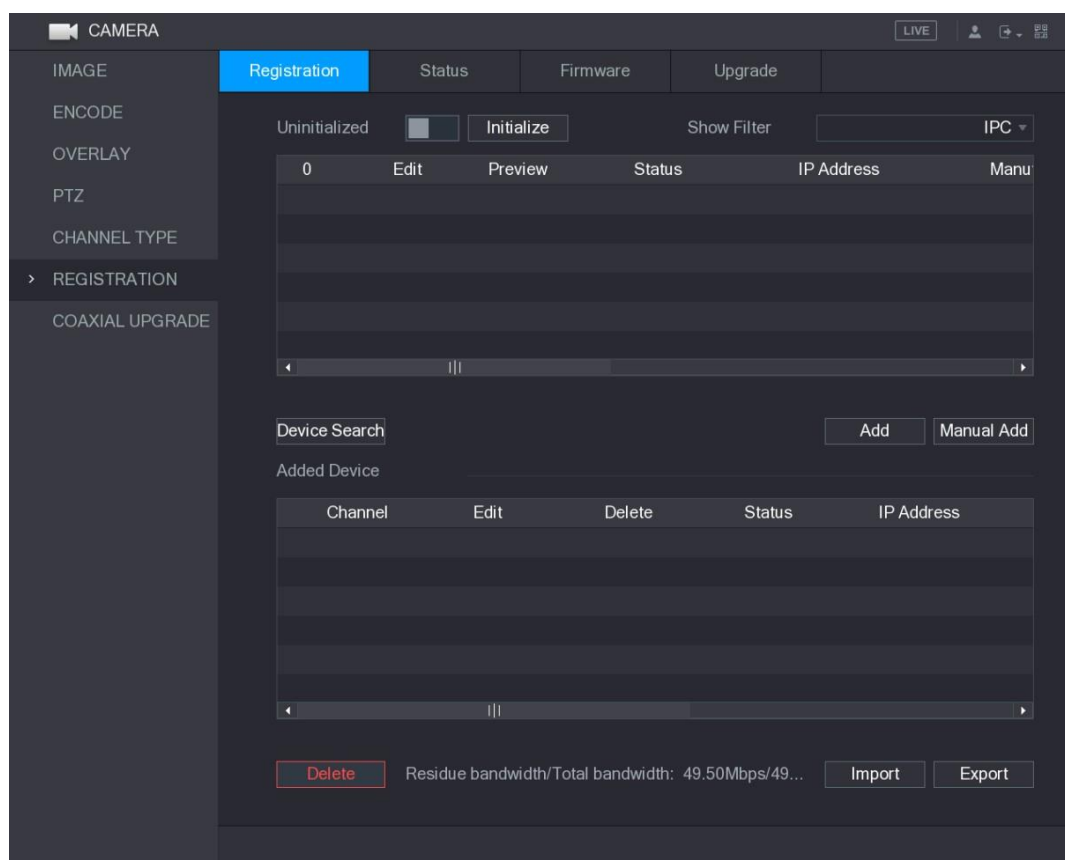 CAMERA LIVE
IMAGE Registration Status Firmware Upgrade
ENCODE
Uninitialized Initialize Show Filter IPC
OVERLAY
0 Edit Preview Status IP Address Manu
PTZ
CHANNEL TYPE
> REGISTRATION
COAXIAL UPGRADE
Device Search Add Manual Add
Added Device
Channel Edit Delete Status IP Address
Delete Residue bandwidth/Total bandwidth: 49.50Mbps/49... Import Export